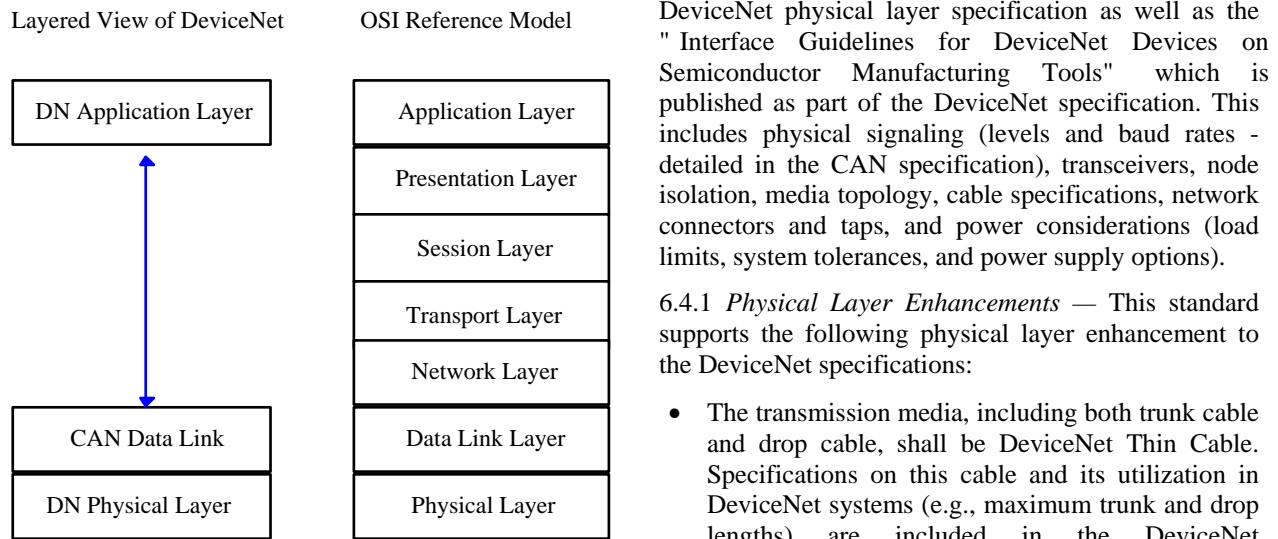 Layered View of DeviceNet
OSI Reference Model
DN Application Layer
CAN Data Link
DN Physical Layer
Application Layer
Presentation Layer
Session Layer
Transport Layer
Network Layer
Data Link Layer
Physical Layer
DeviceNet physical layer specification as well as the
" Interface Guidelines for DeviceNet Devices on
Semiconductor Manufacturing Tools" which is
published as part of the DeviceNet specification. This
includes physical signaling (levels and baud rates -
detailed in the CAN specification), transceivers, node
isolation, media topology, cable specifications, network
connectors and taps, and power considerations (load
limits, system tolerances, and power supply options).
6.4.1 Physical Layer Enhancements — This standard
supports the following physical layer enhancement to
the DeviceNet specifications:
• The transmission media, including both trunk cable
and drop cable, shall be DeviceNet Thin Cable.
Specifications on this cable and its utilization in
DeviceNet systems (e.g., maximum trunk and drop
lengths) are included in the DeviceNet